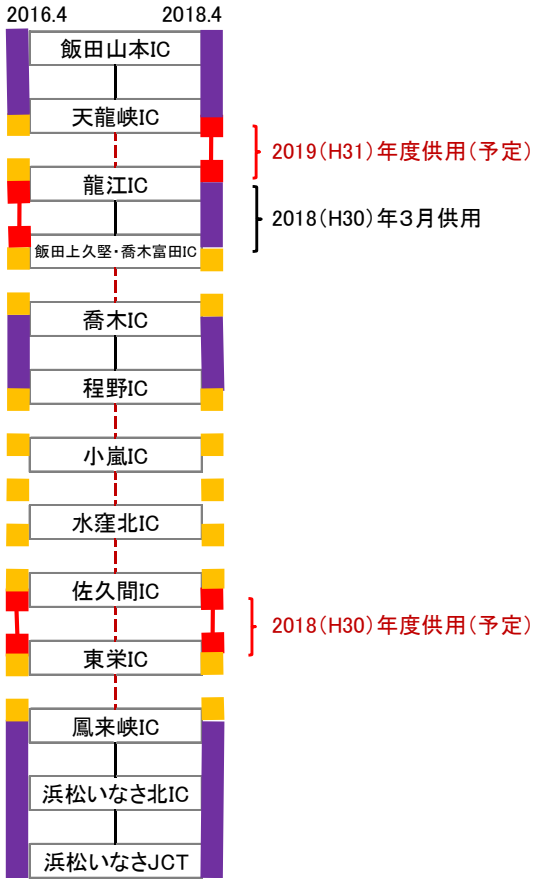 2016.4
2018.4
飯田山本IC
天龍峡IC
2019(H31)年度供用(予定)
龍江IC
2018(H30)年3月供用
飯田上久堅・喬木富田IC
喬木IC
程野IC
小嵐IC
水窪北IC
佐久間IC
2018(H30)年度供用(予定)
東栄IC
鳳来峡IC
浜松いなさ北IC
浜松いなさJCT